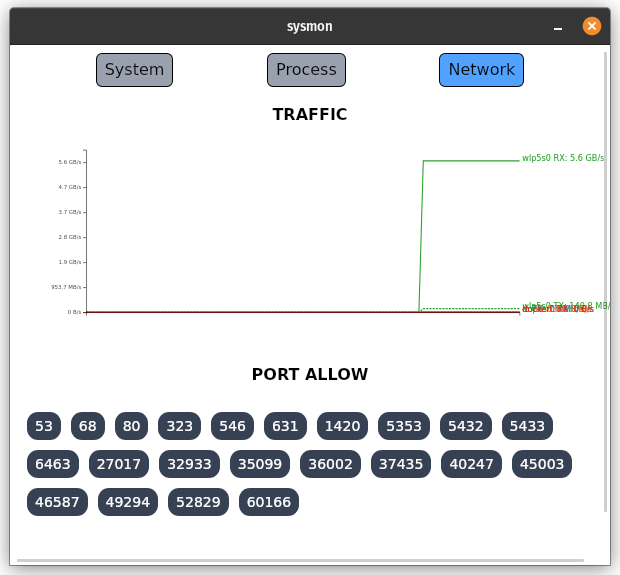 sysmon
System Process Network
TRAFFIC
5.6 GB/s
wlp5s0 RX: 5.6 GB/s
4.7 GB/s
3.7 GB/s
2.8 GB/s
1.9 GB/s
953.7 MB/s
wlp5s0 TX: 140.8 MB/
0 B/s
PORT ALLOW
53 68 80 323 546 631 1420 5353 5432 5433
6463 27017 32933 35099 36002 37435 40247 45003
46587 49294 52829 60166